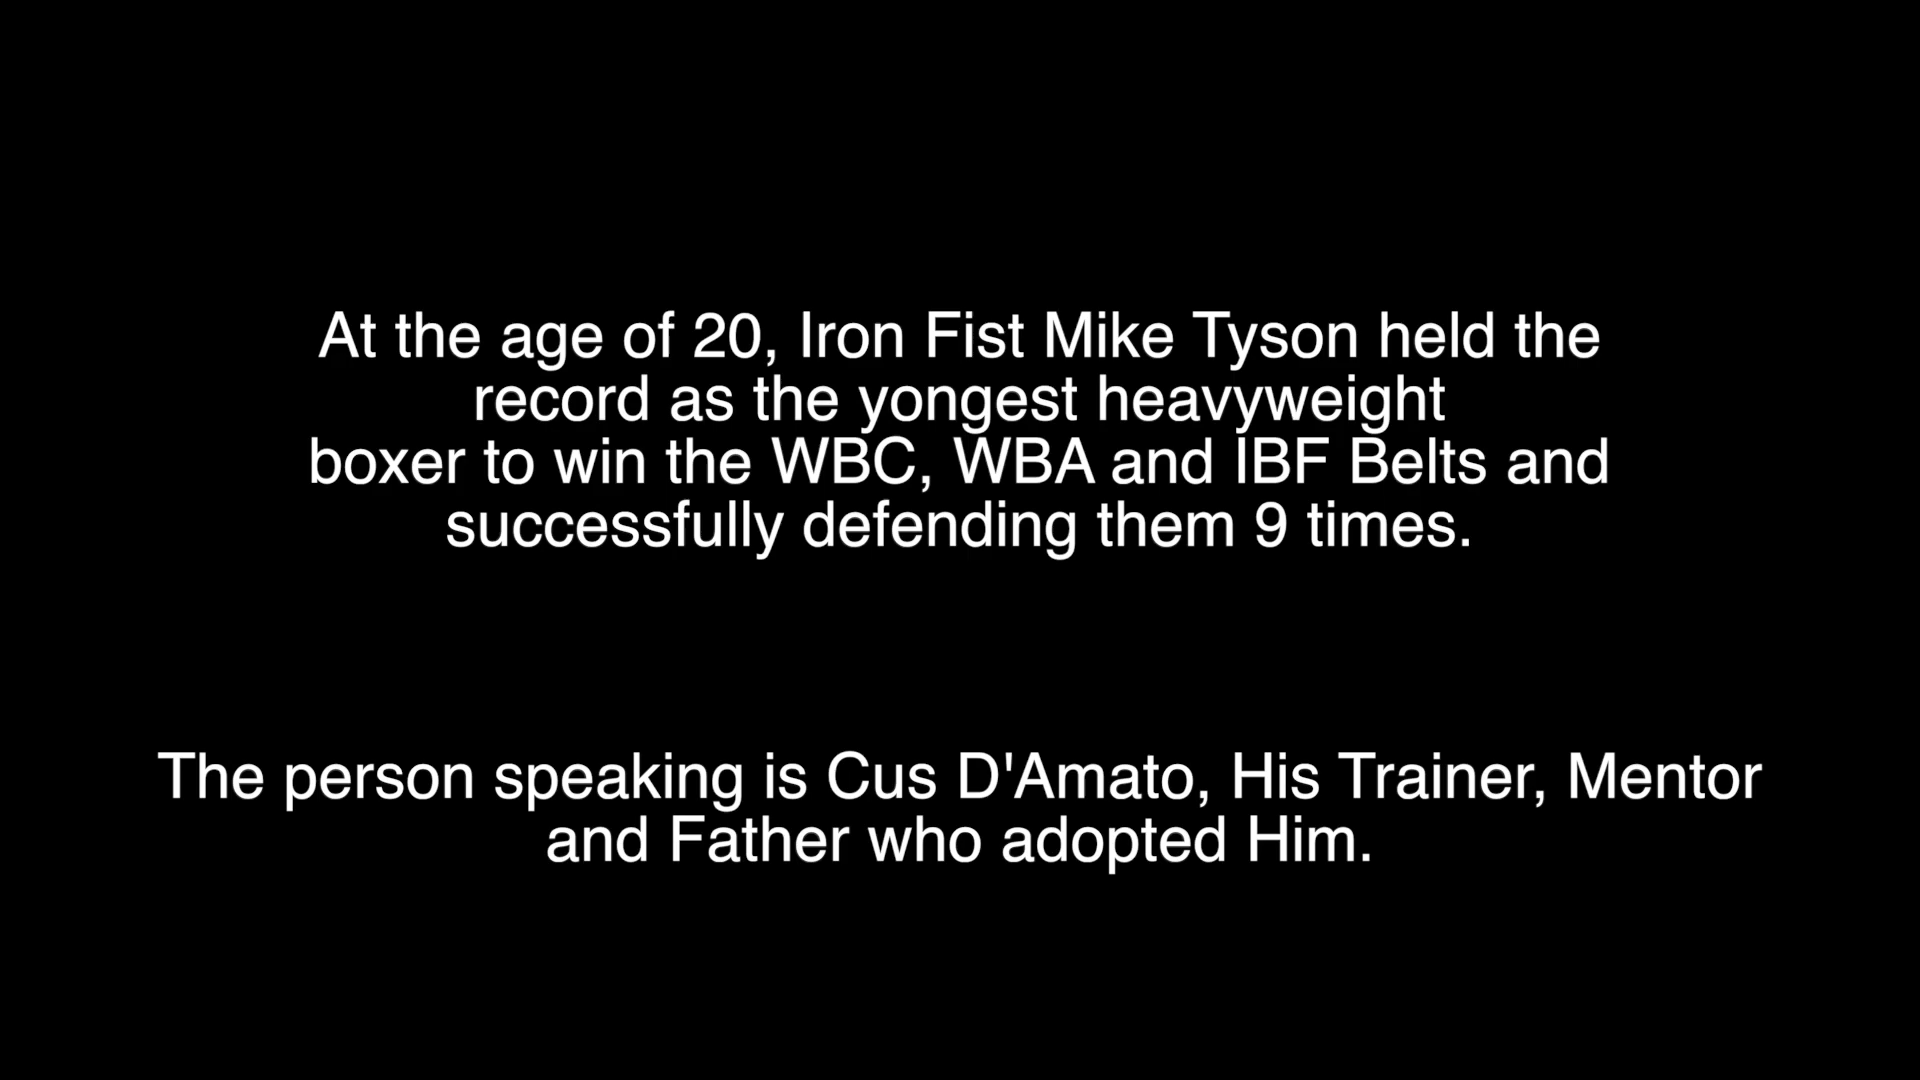 At the age of 20, Iron Fist Mike Tyson held the
record as the yongest heavyweight
boxer to win the WBC, WBA and IBF Belts and
successfully defending them 9 times.
The person speaking is Cus D'Amato, His Trainer, Mentor
and Father who adopted Him.